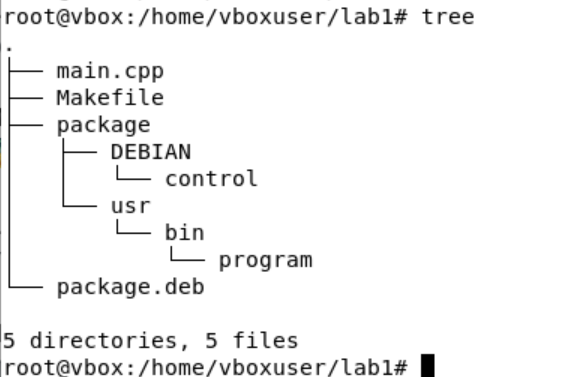 root@vbox:/home/vboxuser/lab1# tree
.
├── main.cpp
├── Makefile
├── package
│   ├── DEBIAN
│   │   └── control
│   └── usr
│       └── bin
│           └── program
└── package.deb
5 directories, 5 files
root@vbox:/home/vboxuser/lab1#